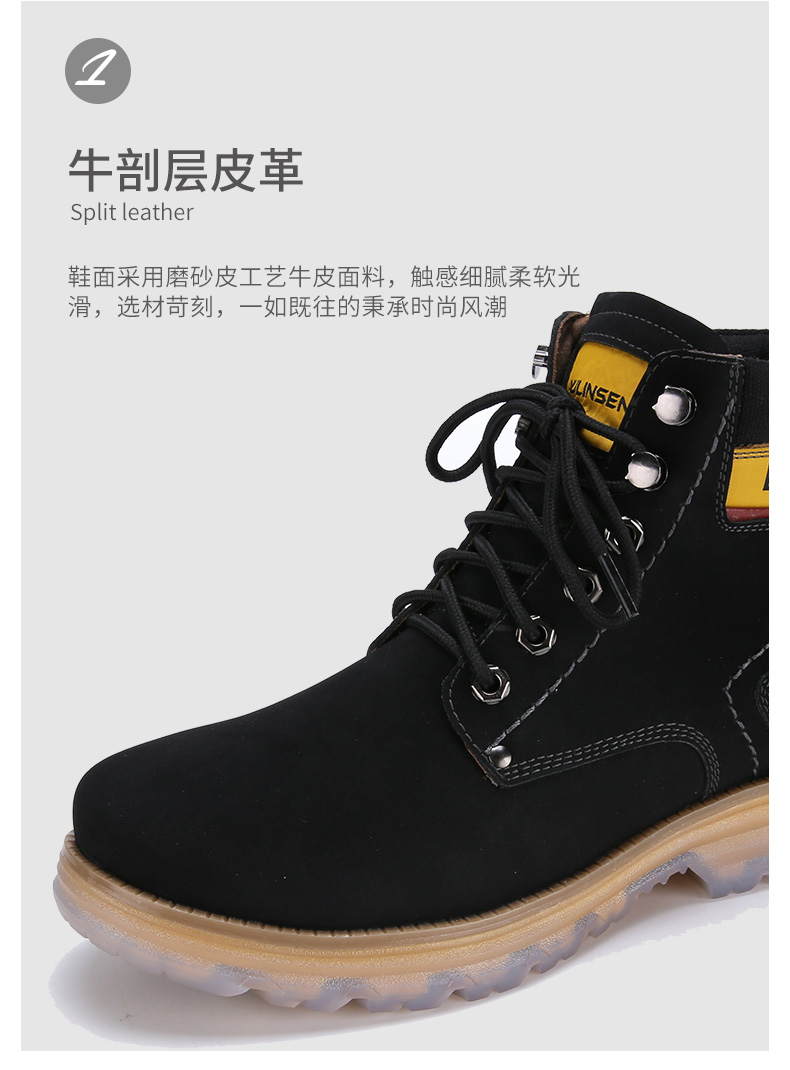 1
牛剖层皮革
Split leather
鞋面采用磨砂皮工艺牛皮面料，触感细腻柔软光
滑，选材苛刻，一如既往的秉承时尚风潮
LINSEN